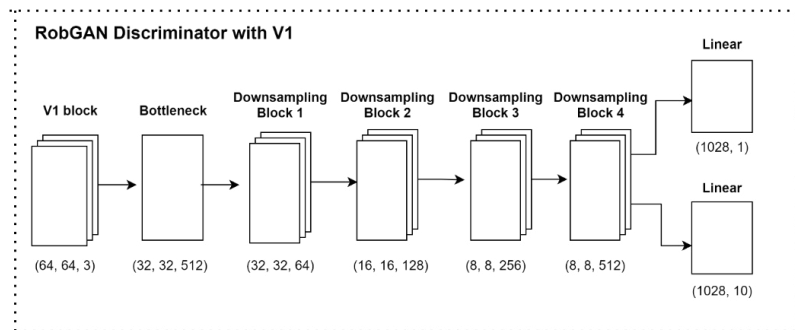 RobGAN Discriminator with V1
V1 block
Bottleneck
Downsampling
Block 1
Downsampling
Block 2
Downsampling
Block 3
Downsampling
Block 4
Linear
(1028, 1)
Linear
(64, 64, 3)
(32, 32, 512)
(32, 32, 64)
(16, 16, 128)
(8, 8, 256)
(8, 8, 512)
(1028, 10)